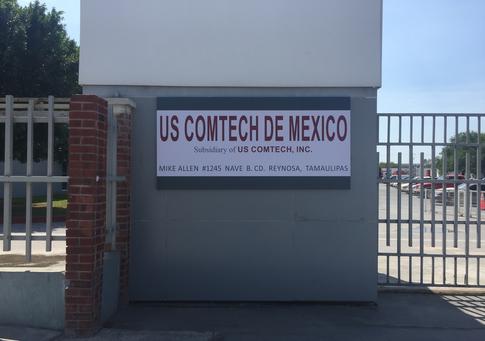 US COMTECH DE MEXICO
Subsidiary of US COMTECH, INC.
MIKE ALLEN #1245 NAVE B. CD. REYNOSA, TAMAULIPAS